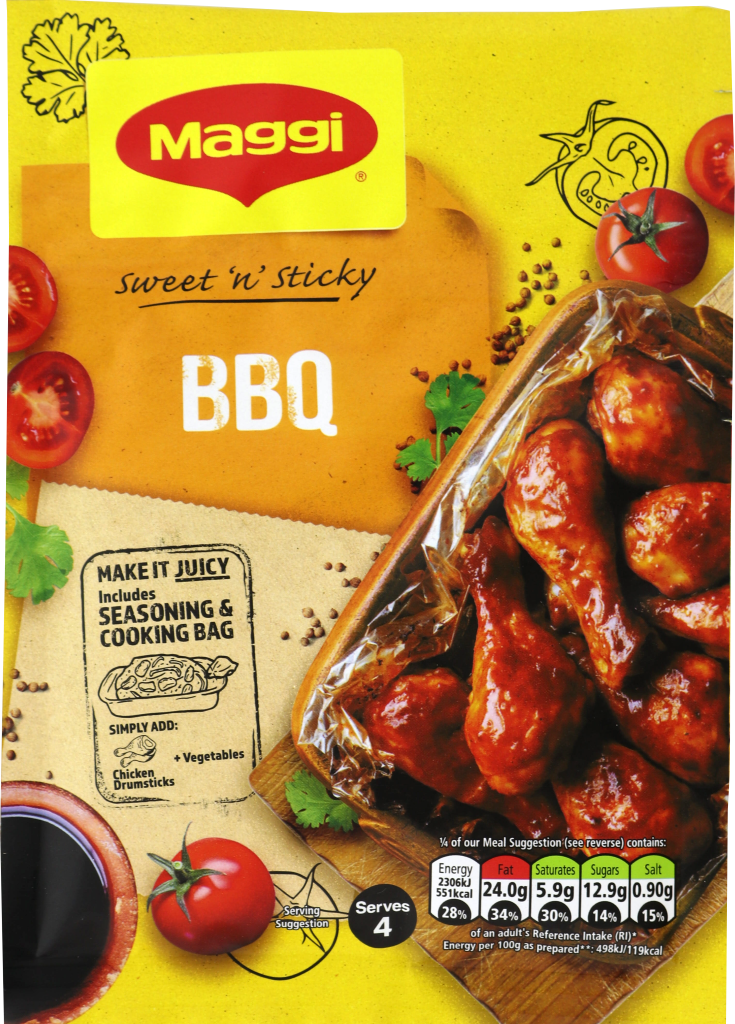 Maggi
®
Sweet 'n' Sticky
BBQ
MAKE IT JUICY
Includes
SEASONING &
COOKING BAG
SIMPLY ADD:
+ Vegetables
Chicken
Drumsticks
Serving
Suggestion
Serves
4
¼ of our Meal Suggestion (see reverse) contains:
Energy
2306kJ
551kcal
28%
Fat
24.0g
34%
Saturates
5.9g
30%
Sugars
12.9g
14%
Salt
0.90g
15%
of an adult's Reference Intake (RI)*
Energy per 100g as prepared**: 498kJ/119kcal